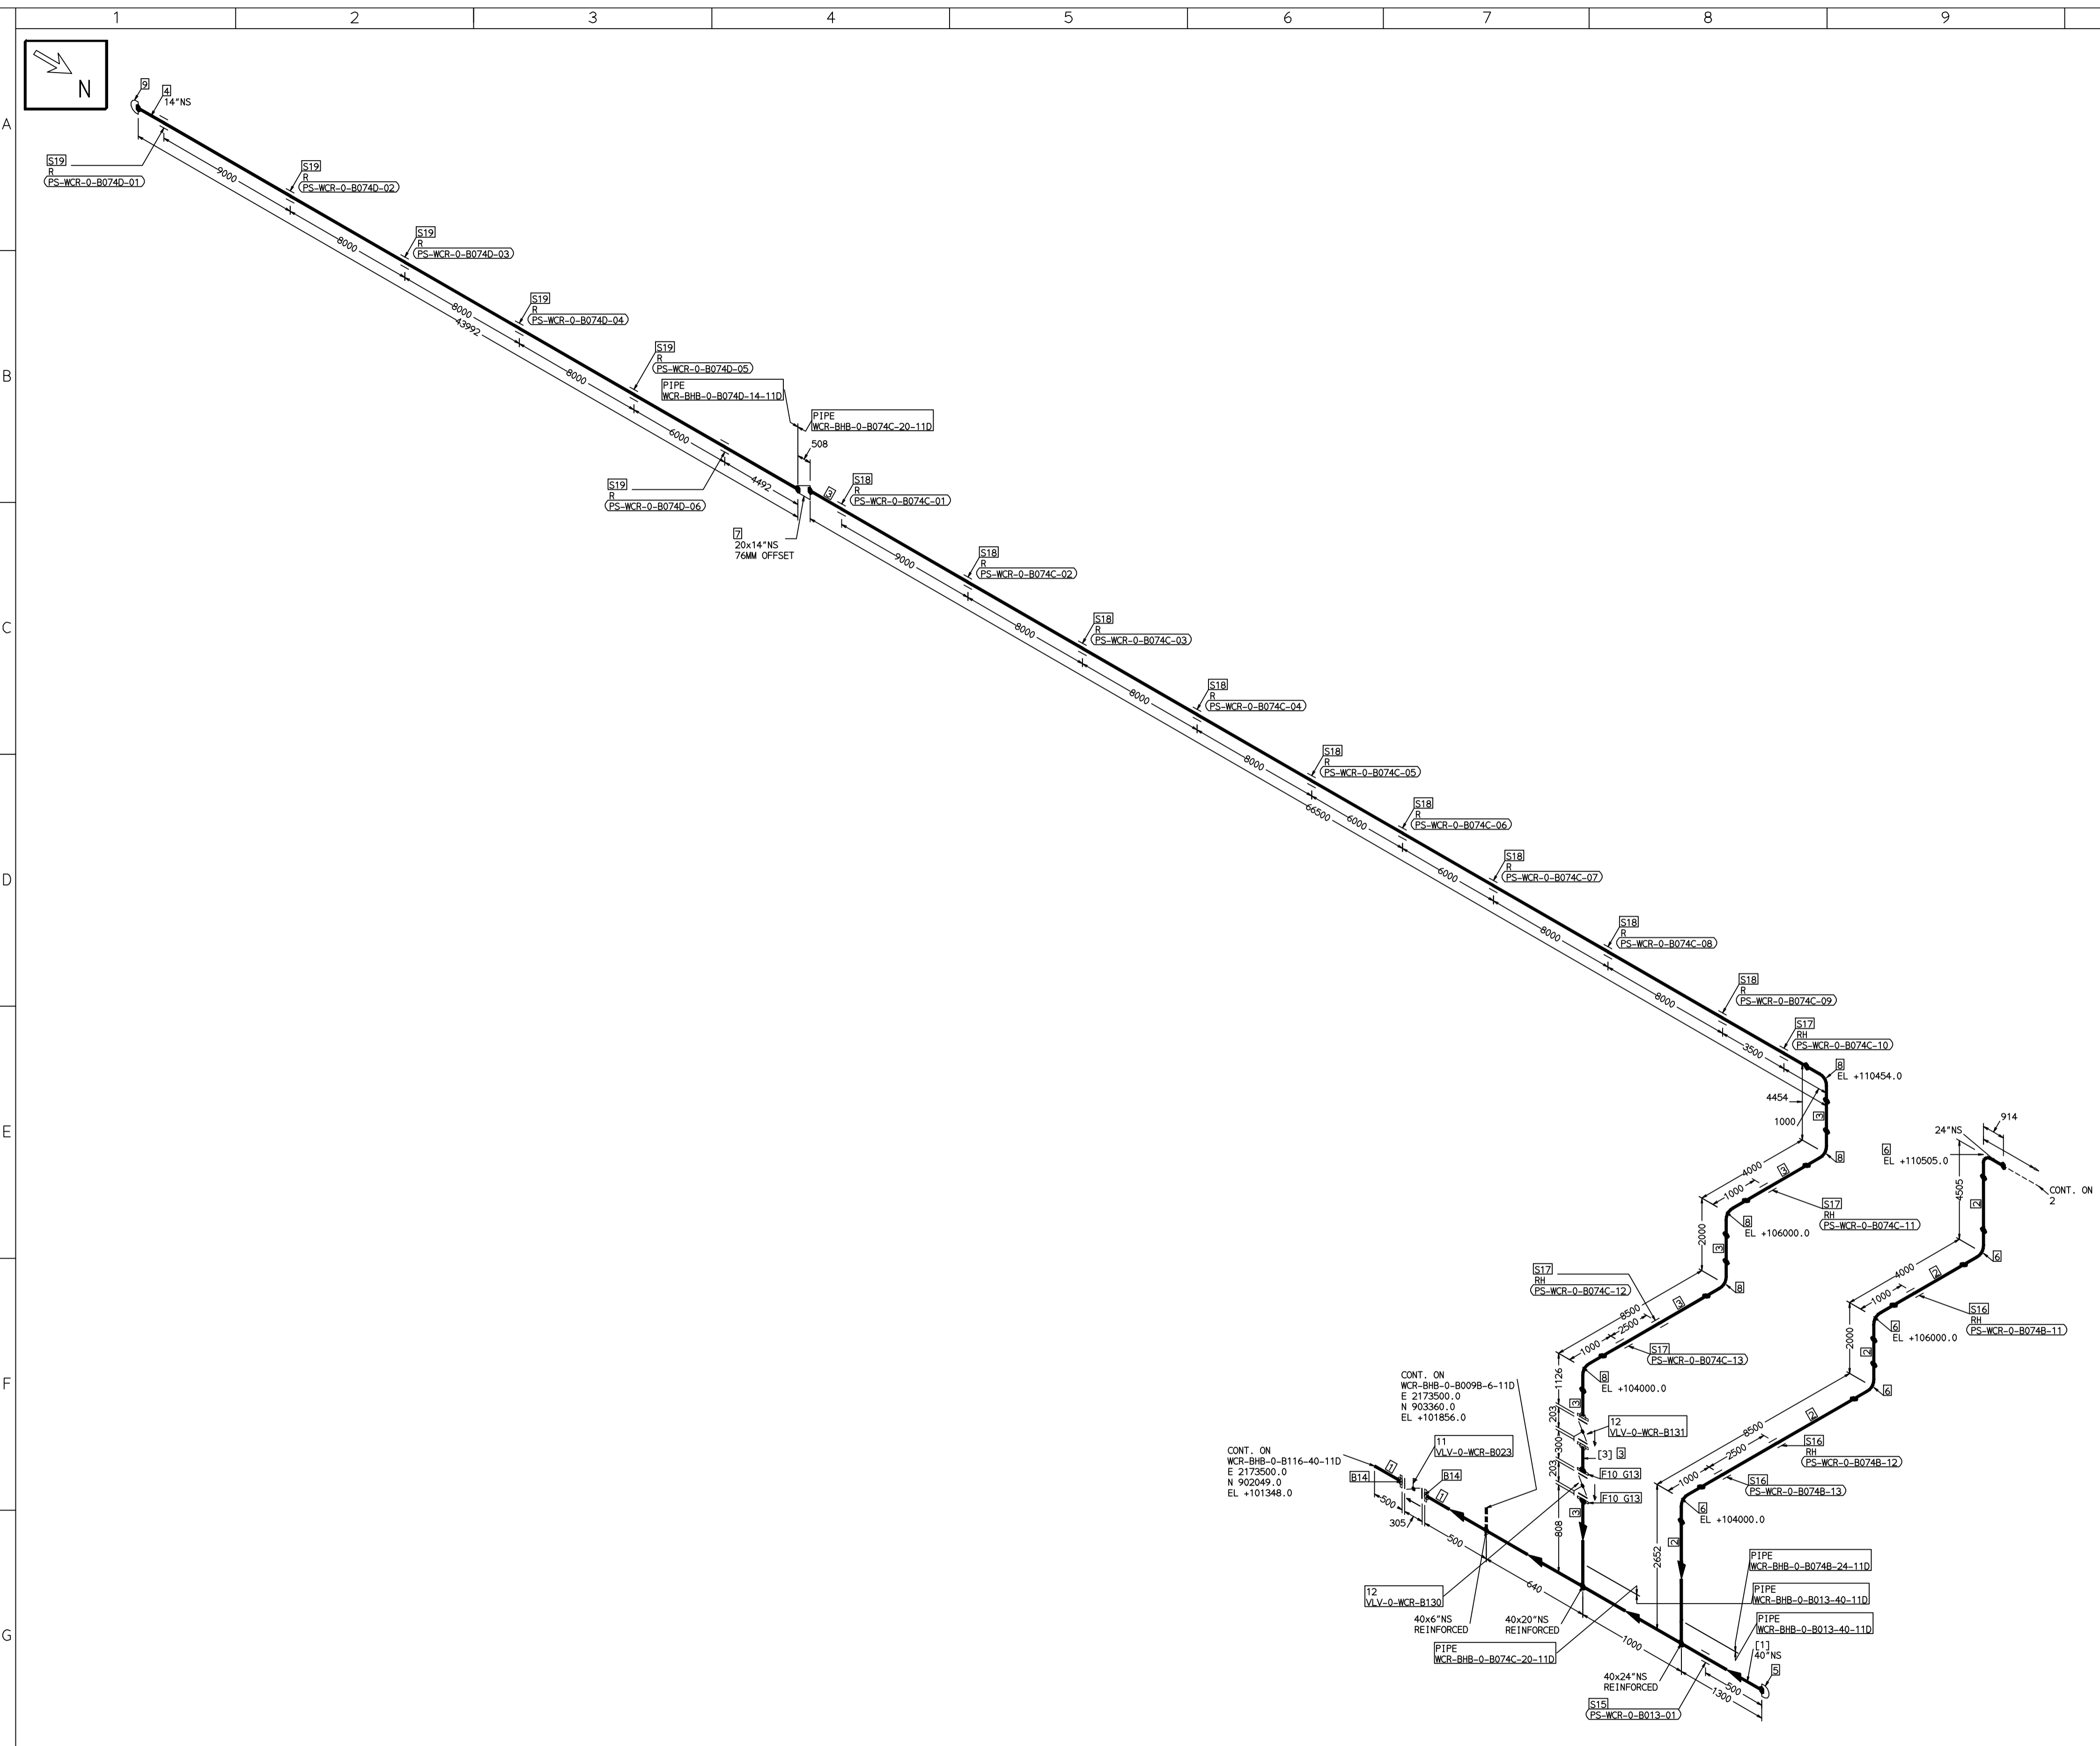 1
2
3
4
5
6
7
8
9
A
B
C
D
E
F
G
N
9
4
14"NS
S19
R
PS-WCR-0-B074D-01
9000
S19
R
PS-WCR-0-B074D-02
8000
S19
R
PS-WCR-0-B074D-03
8000
43992
S19
R
PS-WCR-0-B074D-04
8000
S19
R
PS-WCR-0-B074D-05
PIPE
WCR-BHB-0-B074D-14-11D
PIPE
WCR-BHB-0-B074C-20-11D
508
6000
4492
S19
R
PS-WCR-0-B074D-06
7
20x14"NS
76MM OFFSET
3
S18
R
PS-WCR-0-B074C-01
9000
S18
R
PS-WCR-0-B074C-02
8000
S18
R
PS-WCR-0-B074C-03
8000
S18
R
PS-WCR-0-B074C-04
8000
66500
S18
R
PS-WCR-0-B074C-05
6000
S18
R
PS-WCR-0-B074C-06
6000
S18
R
PS-WCR-0-B074C-07
8000
S18
R
PS-WCR-0-B074C-08
8000
S18
R
PS-WCR-0-B074C-09
3500
S17
RH
PS-WCR-0-B074C-10
8
EL +110454.0
4454
1000
3
8
4000
3
1000
S17
RH
PS-WCR-0-B074C-11
2000
8
EL +106000.0
3
8
S17
RH
PS-WCR-0-B074C-12
3
8500
2500
1000
S17
PS-WCR-0-B074C-13
8
EL +104000.0
1126
3
203
300
203
808
12
VLV-0-WCR-B131
[3] 3
F10 G13
F10 G13
3
914
24"NS
6
EL +110505.0
CONT. ON
2
4505
2
6
4000
2
1000
S16
RH
PS-WCR-0-B074B-11
6
EL +106000.0
2000
2
6
2
8500
2500
1000
S16
RH
PS-WCR-0-B074B-12
S16
PS-WCR-0-B074B-13
6
EL +104000.0
2
2652
CONT. ON
WCR-BHB-0-B009B-6-11D
E 2173500.0
N 903360.0
EL +101856.0
CONT. ON
WCR-BHB-0-B116-40-11D
E 2173500.0
N 902049.0
EL +101348.0
11
VLV-0-WCR-B023
1
B14
B14
1
500
305
500
640
1000
12
VLV-0-WCR-B130
40x6"NS
REINFORCED
40x20"NS
REINFORCED
PIPE
WCR-BHB-0-B074C-20-11D
PIPE
WCR-BHB-0-B074B-24-11D
PIPE
WCR-BHB-0-B013-40-11D
PIPE
WCR-BHB-0-B013-40-11D
[1]
40"NS
5
40x24"NS
REINFORCED
500
1300
S15
PS-WCR-0-B013-01